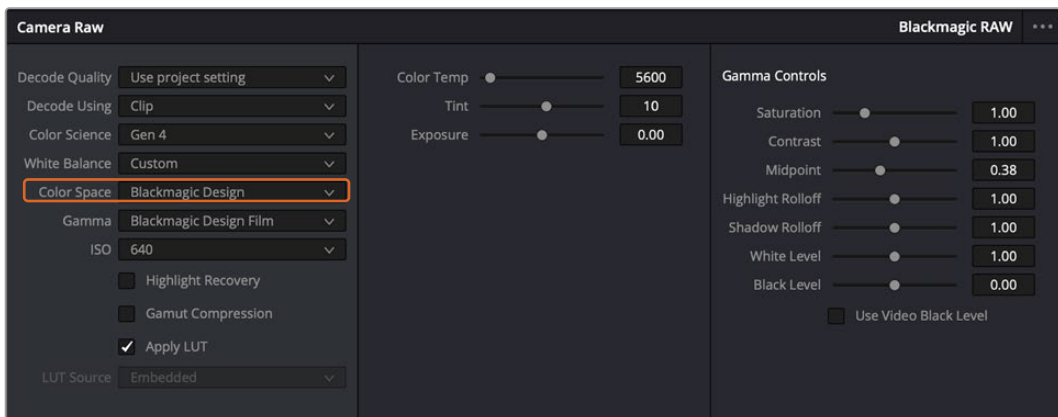 Camera Raw
Blackmagic RAW
Decode Quality Use project setting
Decode Using Clip
Color Science Gen 4
White Balance Custom
Color Space Blackmagic Design
Gamma Blackmagic Design Film
ISO 640
Highlight Recovery
Gamut Compression
Apply LUT
LUT Source Embedded
Color Temp 5600
Tint 10
Exposure 0.00
Gamma Controls
Saturation 1.00
Contrast 1.00
Midpoint 0.38
Highlight Rolloff 1.00
Shadow Rolloff 1.00
White Level 1.00
Black Level 0.00
Use Video Black Level